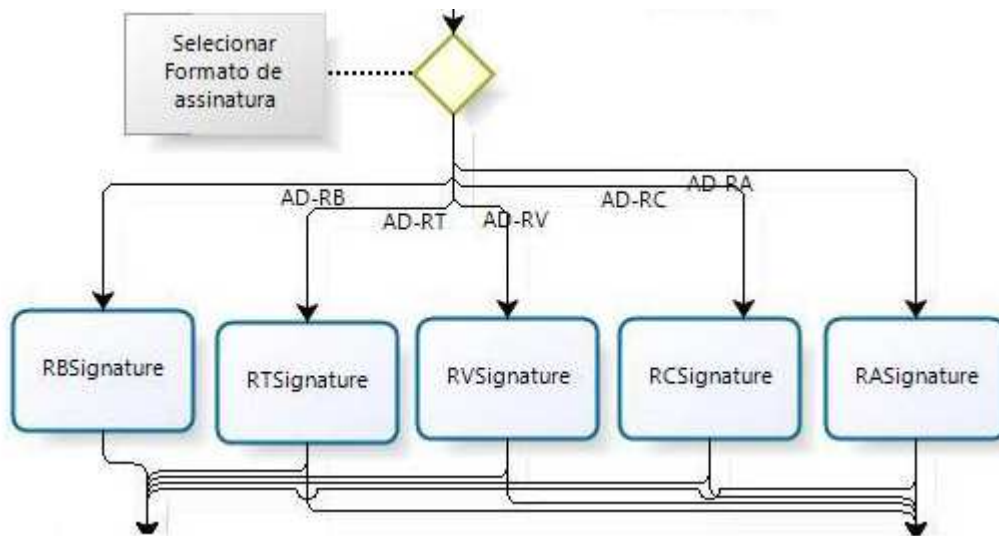 Selecionar
Formato de
assinatura
AD-RB
AD-RT
AD-RV
AD-RC
AD-RA
RBSignature
RTSignature
RVSignature
RCSignature
RASignature